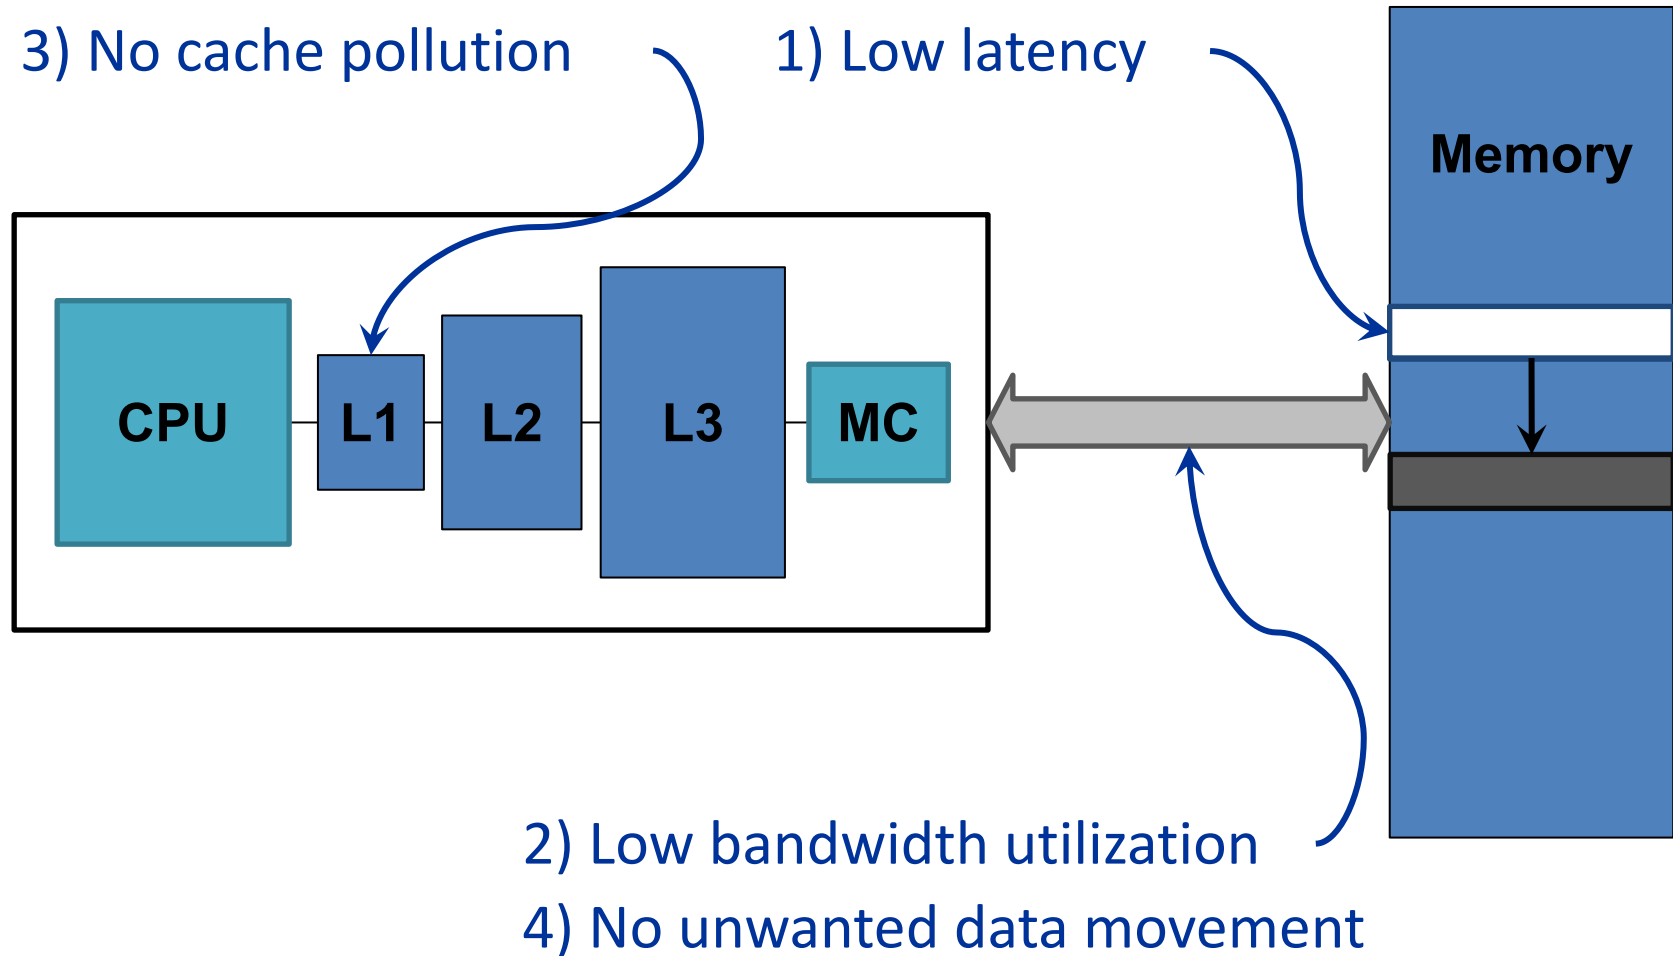 3) No cache pollution
1) Low latency
Memory
CPU
L1
L2
L3
MC
2) Low bandwidth utilization
4) No unwanted data movement